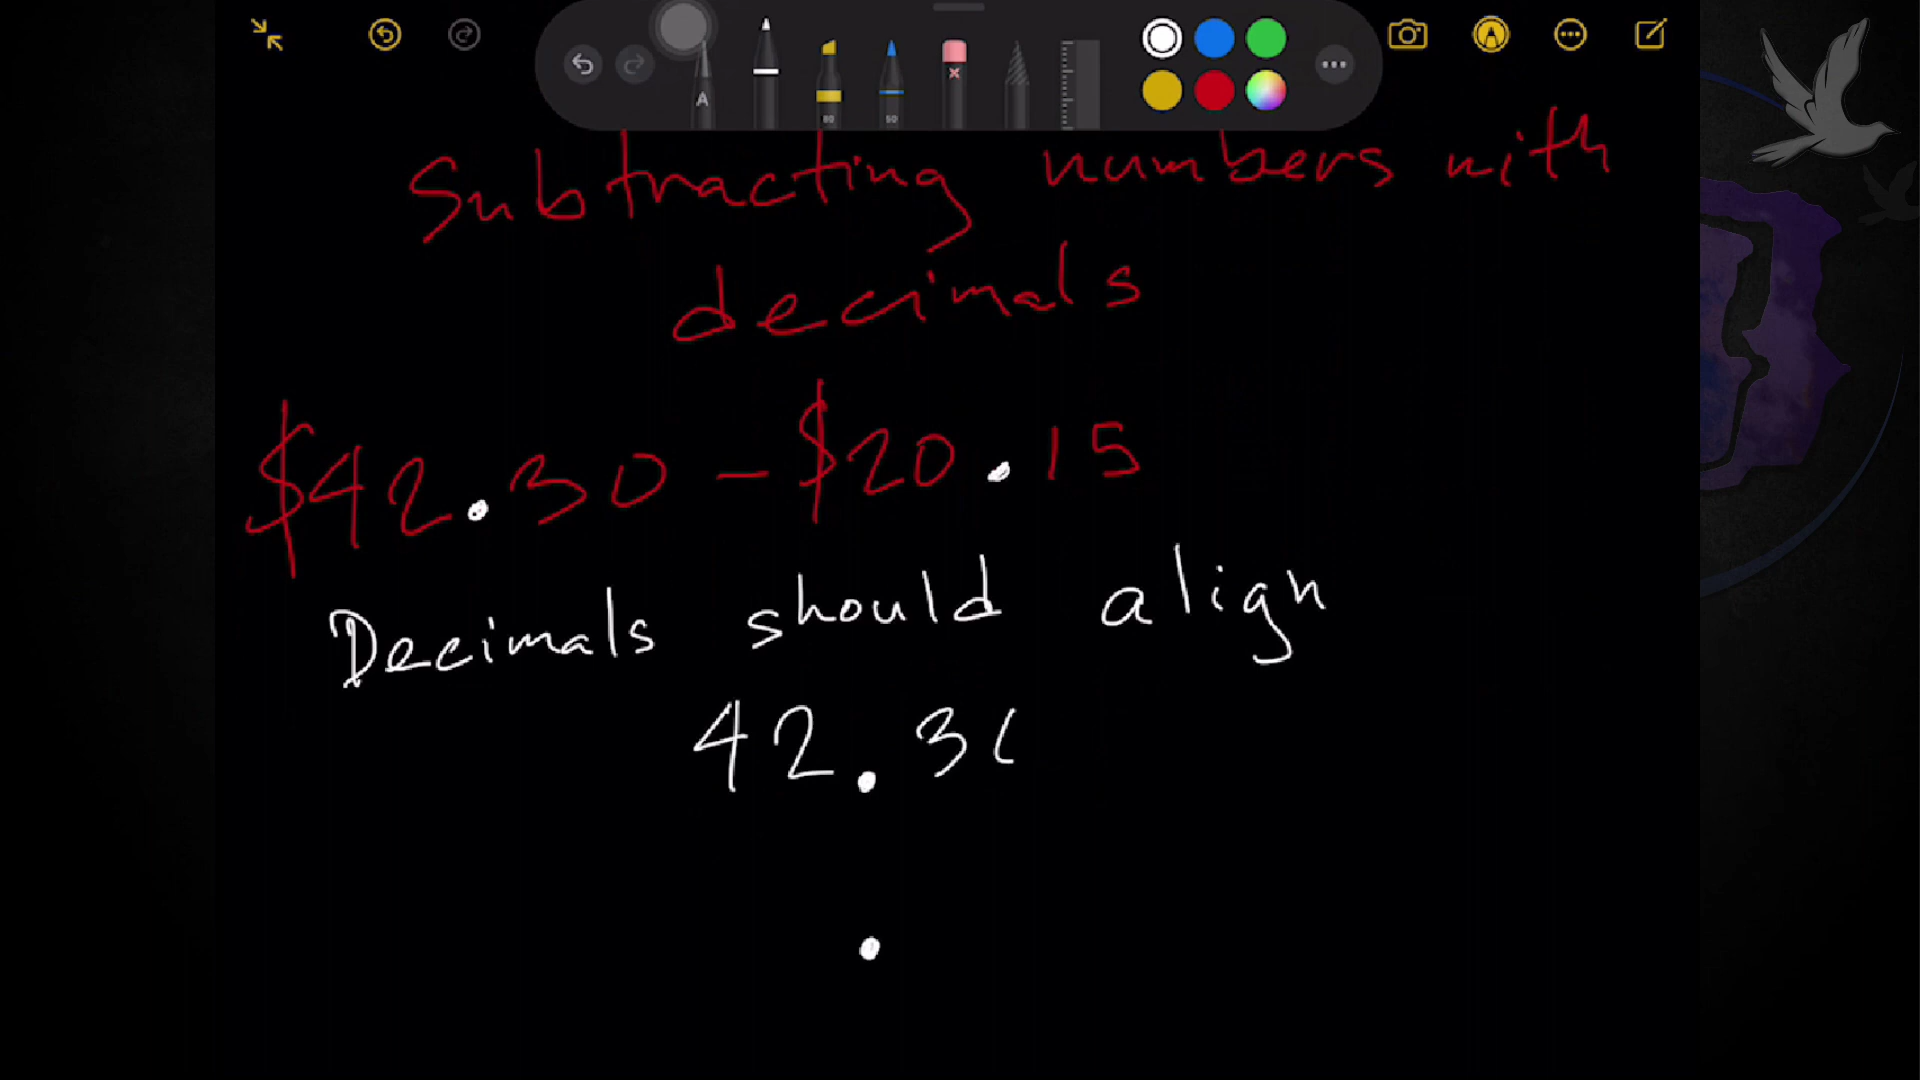 Subtracting numbers with
decimals
$42.30 - $20.15
Decimals should align
42.3
.